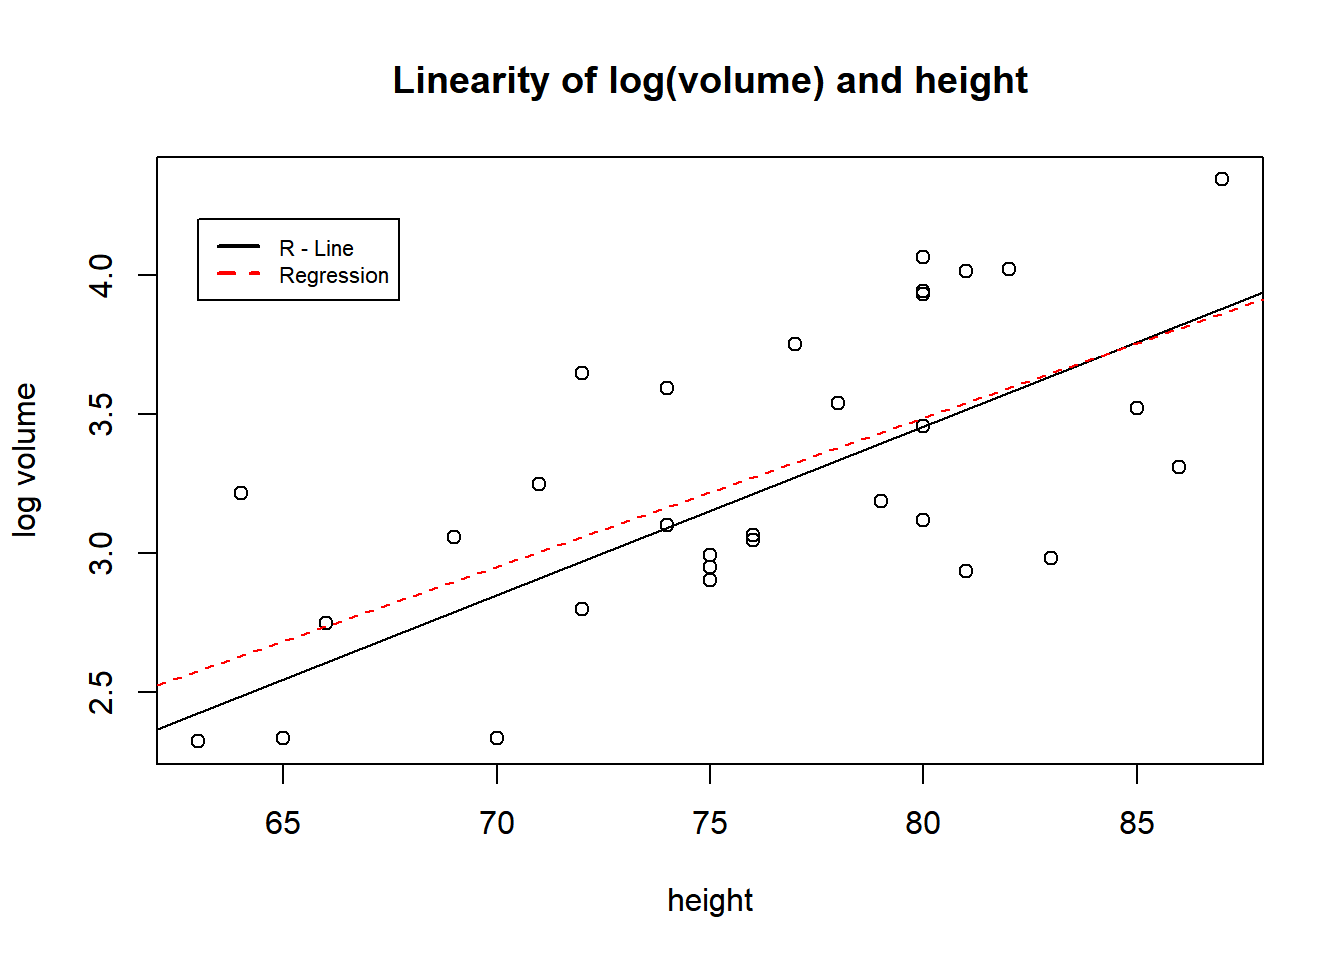 Linearity of log(volume) and height
R - Line
Regression
log volume
4.0
3.5
3.0
2.5
65 70 75 80 85
height